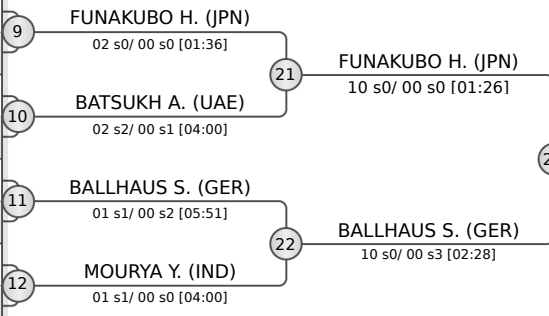 9
FUNAKUBO H. (JPN)
02 s0/ 00 s0 [01:36]
21
FUNAKUBO H. (JPN)
10 s0/ 00 s0 [01:26]
10
BATSUKH A. (UAE)
02 s2/ 00 s1 [04:00]
11
BALLHAUS S. (GER)
01 s1/ 00 s2 [05:51]
22
BALLHAUS S. (GER)
10 s0/ 00 s3 [02:28]
12
MOURYA Y. (IND)
01 s1/ 00 s0 [04:00]